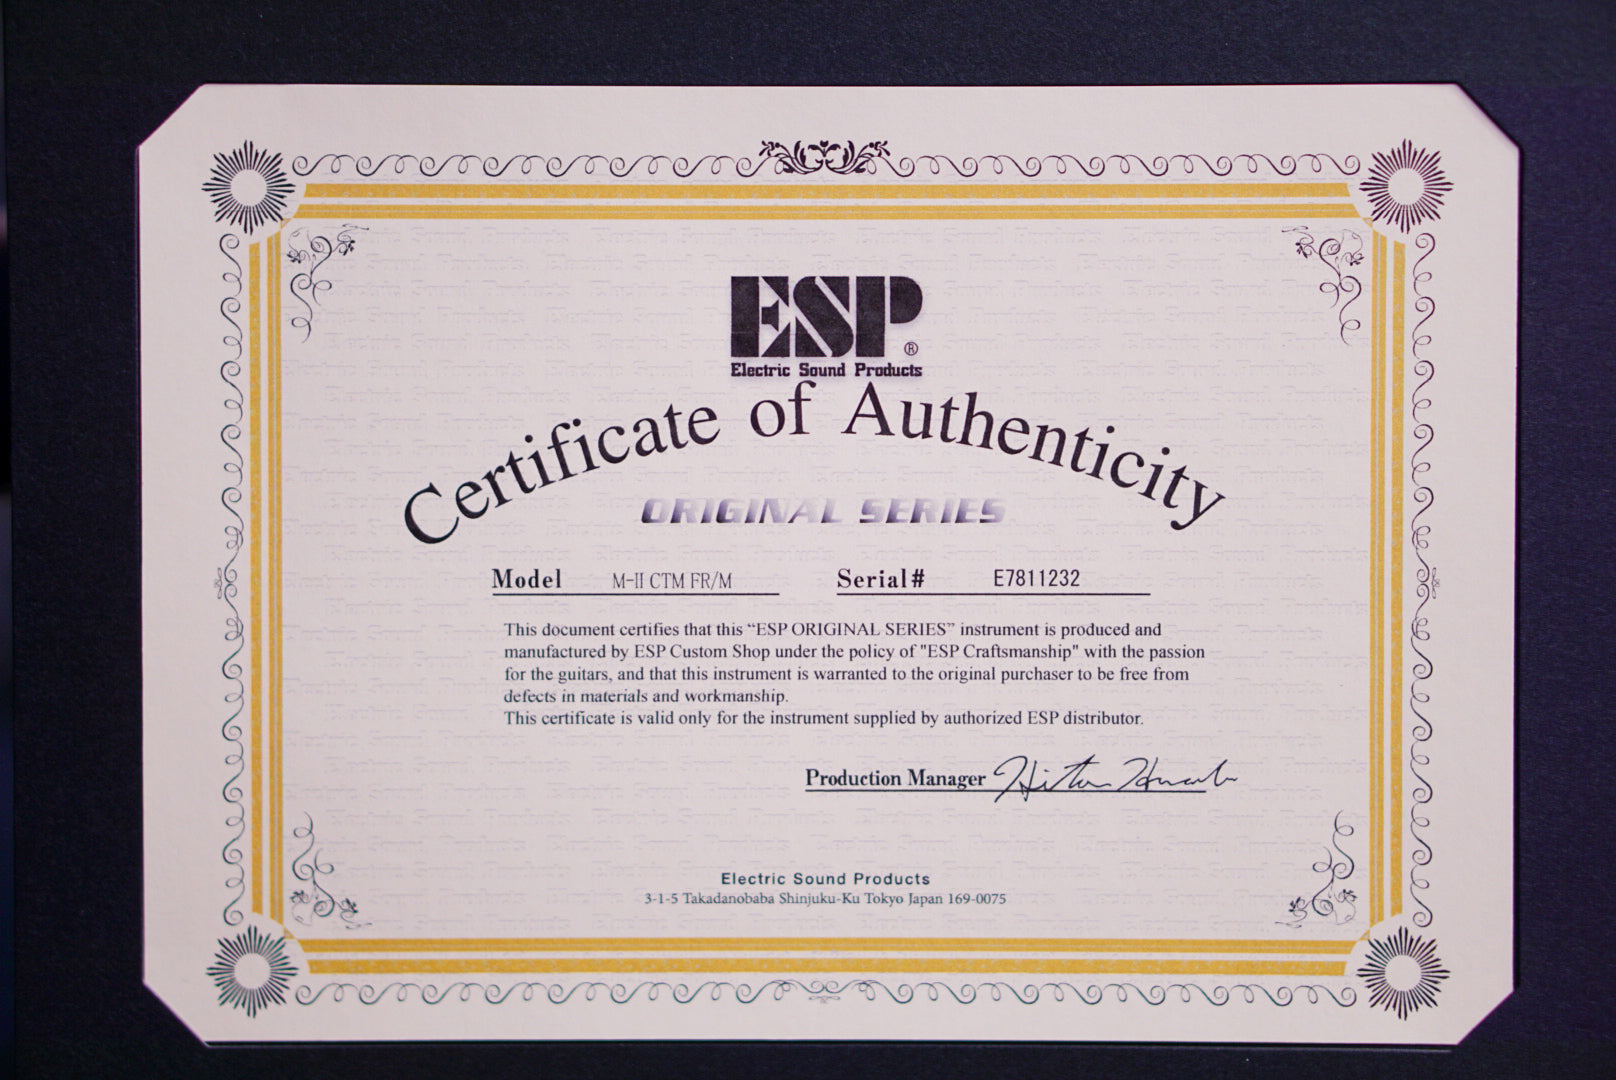 ESP®
Electric Sound Products
Certificate of Authenticity
ORIGINAL SERIES
Model M-II CTM FR/M Serial# E7811232
This document certifies that this “ESP ORIGINAL SERIES” instrument is produced and
manufactured by ESP Custom Shop under the policy of "ESP Craftsmanship" with the passion
for the guitars, and that this instrument is warranted to the original purchaser to be free from
defects in materials and workmanship.
This certificate is valid only for the instrument supplied by authorized ESP distributor.
Production Manager
Electric Sound Products
3-1-5 Takadanobaba Shinjuku-Ku Tokyo Japan 169-0075